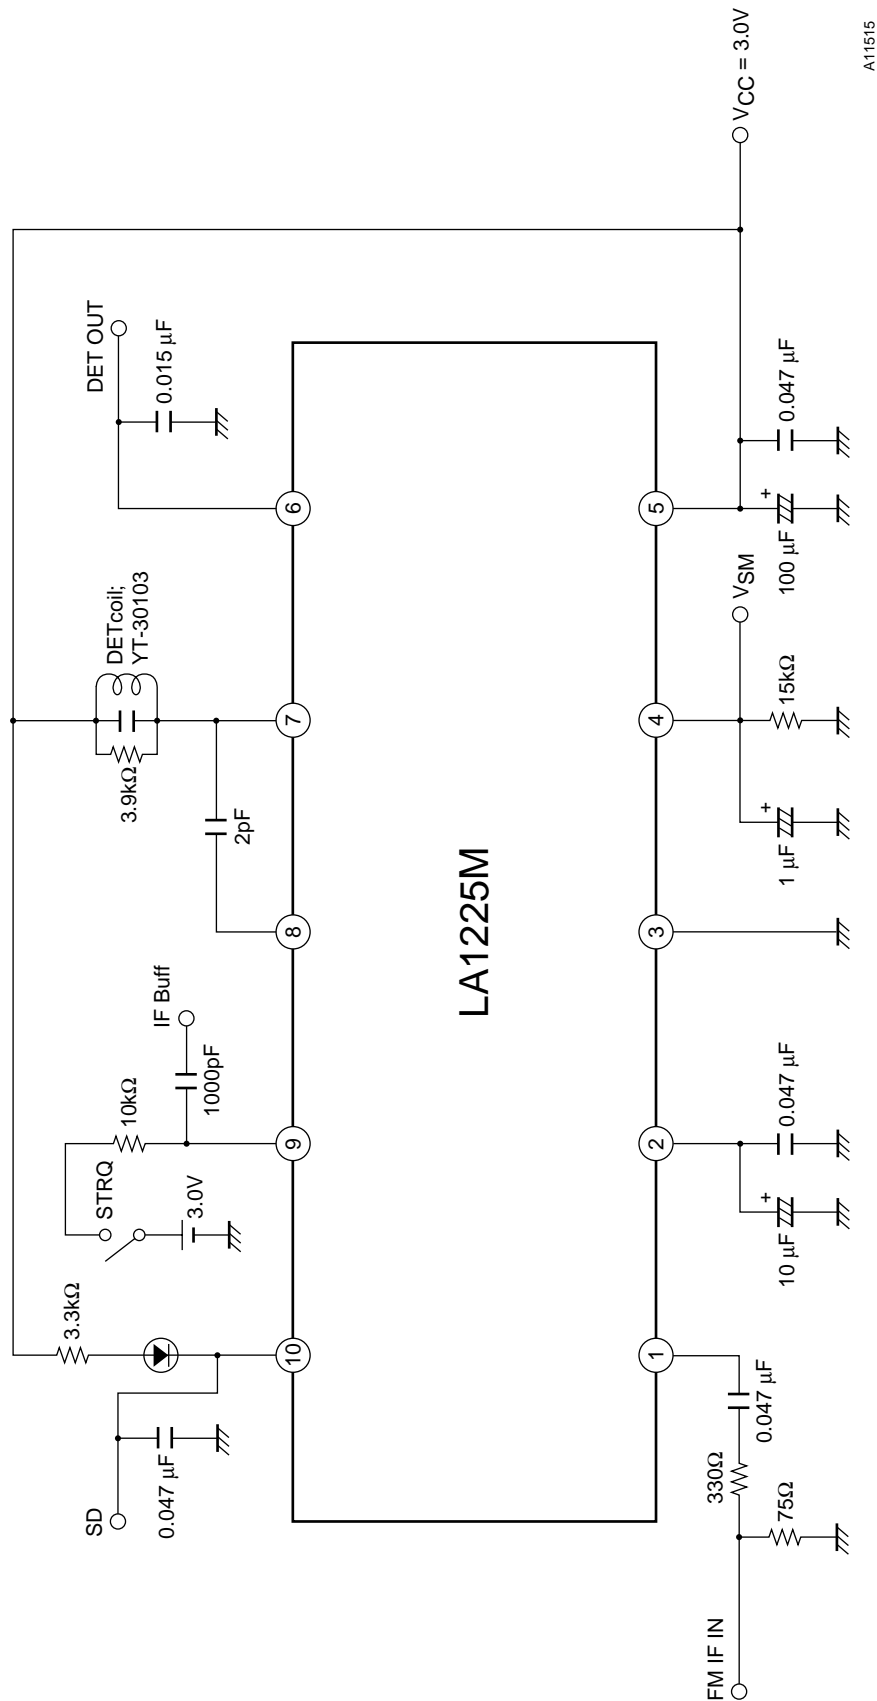 SD
0.047 µF
3.3kΩ
STRQ
3.0V
10kΩ
1000pF
IF Buff
2pF
3.9kΩ
DETcoil;
YT-30103
DET OUT
0.015 µF
10
9
8
7
6
LA1225M
1
2
3
4
5
FM IF IN
75Ω
330Ω
0.047 µF
+
10 µF
0.047 µF
+
1 µF
15kΩ
VSM
+
100 µF
0.047 µF
VCC = 3.0V
A11515